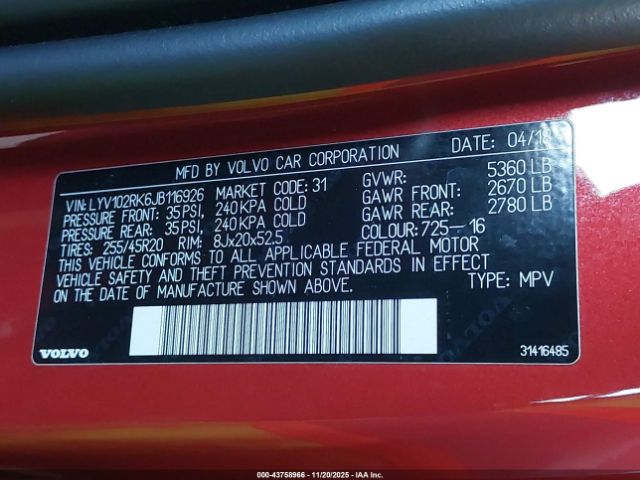 MFD BY VOLVO CAR CORPORATION DATE: 04/18
VIN: LYV102RK6JB116926 MARKET CODE: 31 GVWR: 5360 LB
PRESSURE FRONT: 35PSI, 240KPA COLD GAWR FRONT: 2670 LB
PRESSURE REAR: 35PSI, 240KPA COLD GAWR REAR: 2780 LB
TIRES: 255/45R20 RIM: 8Jx20x52,5 COLOUR: 725-16
THIS VEHICLE CONFORMS TO ALL APPLICABLE FEDERAL MOTOR
VEHICLE SAFETY AND THEFT PREVENTION STANDARDS IN EFFECT
ON THE DATE OF MANUFACTURE SHOWN ABOVE. TYPE: MPV
VOLVO 31416485
000-43758966 - 11/20/2025 - IAA, Inc.